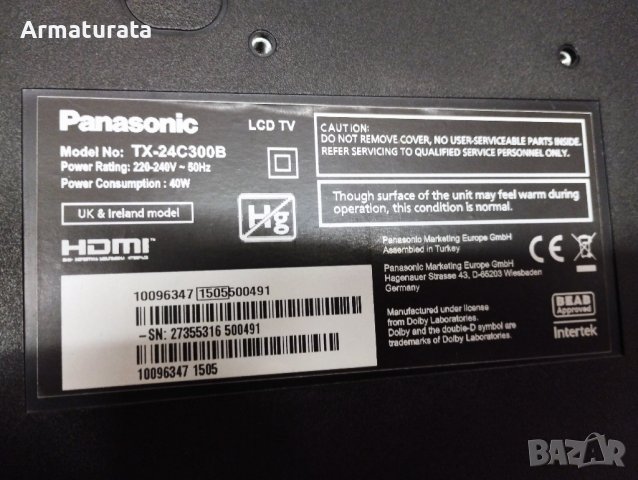 Armaturata
Panasonic
LCD TV
Model No: TX-24C300B
Power Rating: 220-240V ~ 50Hz
Power Consumption : 40W
UK & Ireland model
Hg
HDMI
CAUTION:
DO NOT REMOVE COVER, NO USER-SERVICEABLE PARTS INSIDE.
REFER SERVICING TO QUALIFIED SERVICE PERSONNEL ONLY.
Though surface of the unit may feel warm during
operation, this condition is normal.
Panasonic Marketing Europe GmbH
Assembled in Turkey
Panasonic Marketing Europe GmbH
Hagenauer Strasse 43, D-65203 Wiesbaden
Germany
CE
Manufactured under license
from Dolby Laboratories.
Dolby and the double-D symbol are
trademarks of Dolby Laboratories.
BEAB
Approved
Intertek
10096347 1505 500491
-SN: 27355316 500491
10096347 1505
BAZAR